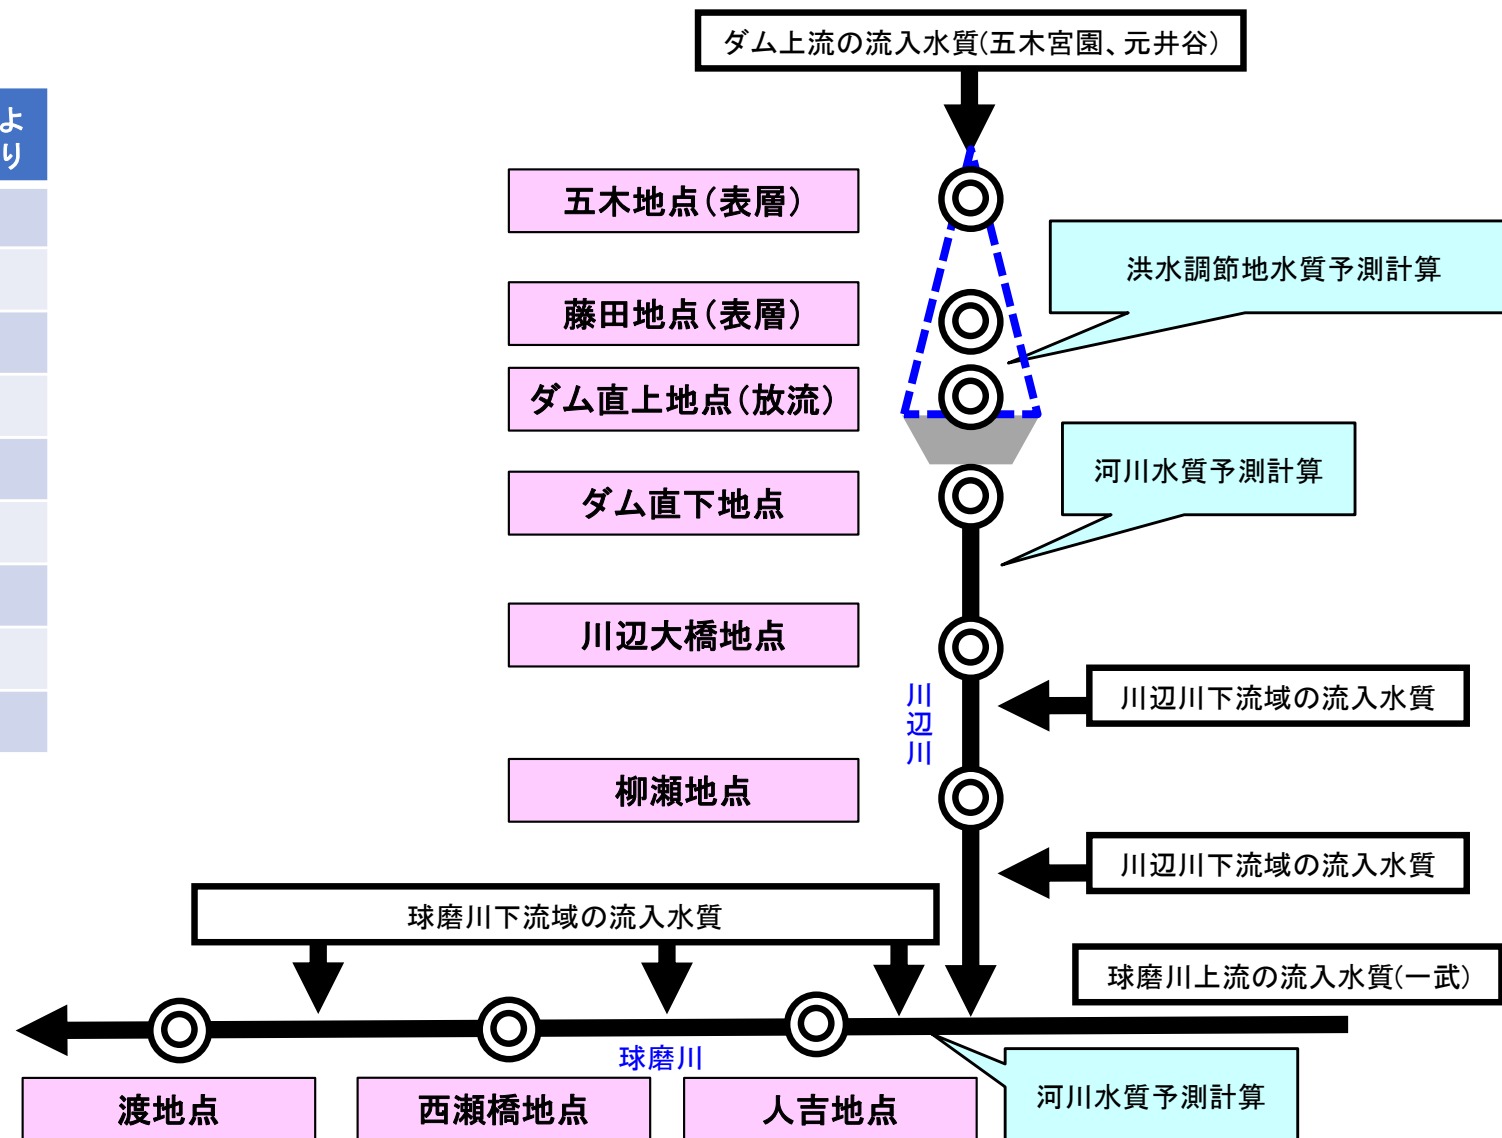 ダム上流の流入水質(五木宮園、元井谷)
よ
り
五木地点(表層)
洪水調節地水質予測計算
藤田地点(表層)
ダム直上地点(放流)
河川水質予測計算
ダム直下地点
川辺大橋地点
川辺川
川辺川下流域の流入水質
柳瀬地点
川辺川下流域の流入水質
球磨川下流域の流入水質
球磨川上流の流入水質(一武)
球磨川
河川水質予測計算
渡地点
西瀬橋地点
人吉地点